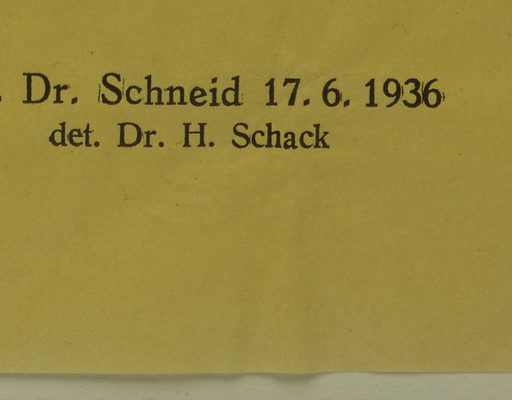 . Dr. Schneid 17. 6. 1936
det. Dr. H. Schack